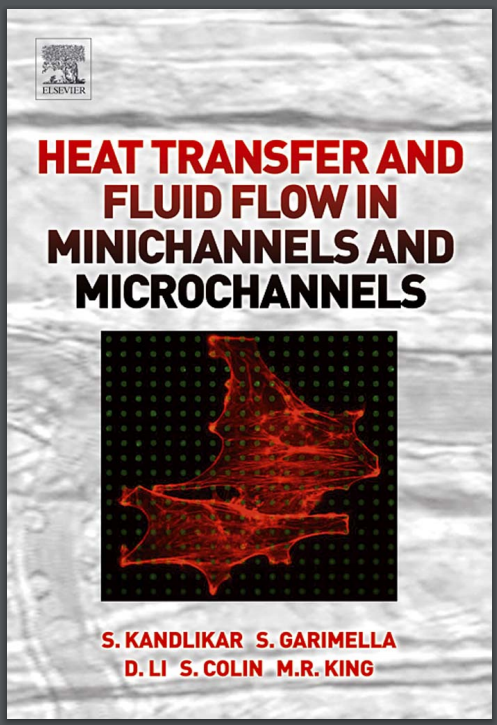 ELSEVIER
HEAT TRANSFER AND
FLUID FLOW IN
MINICHANNELS AND
MICROCHANNELS
S. KANDLIKAR S. GARIMELLA
D. LI S. COLIN M.R. KING